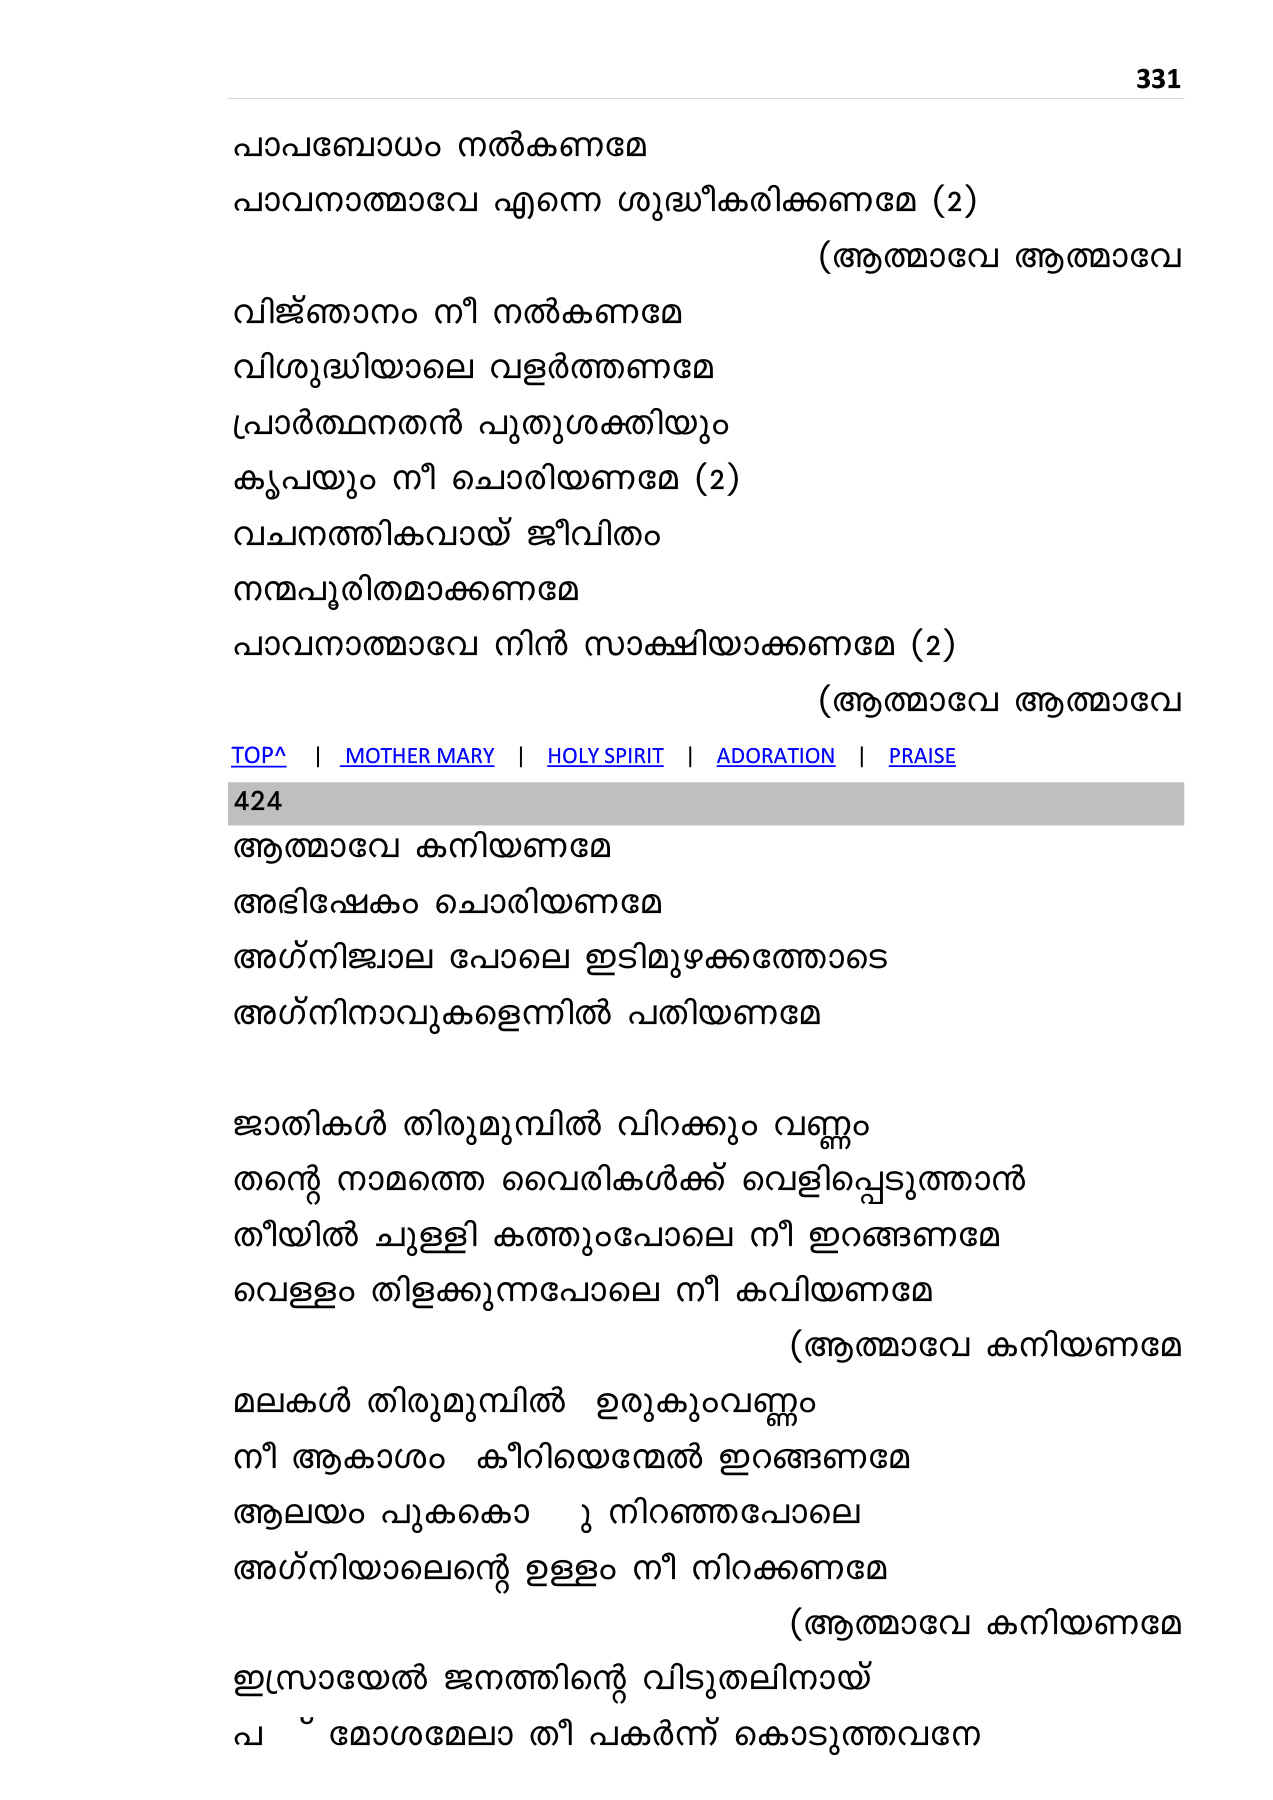 331
പാപബോധം നൽകണമേ
പാവനാത്മാവേ എന്നെ ശുദ്ധീകരിക്കണമേ (2)
(ആത്മാവേ ആത്മാവേ
വിജ്ഞാനം നീ നൽകണമേ
വിശുദ്ധിയാലെ വളർത്തണമേ
പ്രാർത്ഥനതൻ പുതുശക്തിയും
കൃപയും നീ ചൊരിയണമേ (2)
വചനത്തികവായ് ജീവിതം
നന്മപൂരിതമാക്കണമേ
പാവനാത്മാവേ നിൻ സാക്ഷിയാക്കണമേ (2)
(ആത്മാവേ ആത്മാവേ
TOP^ | MOTHER MARY | HOLY SPIRIT | ADORATION | PRAISE
424
ആത്മാവേ കനിയണമേ
അഭിഷേകം ചൊരിയണമേ
അഗ്നിജ്വാല പോലെ ഇടിമുഴക്കത്തോടെ
അഗ്നിനാവുകളെന്നിൽ പതിയണമേ
ജാതികൾ തിരുമുമ്പിൽ വിറക്കും വണ്ണം
തന്റെ നാമത്തെ വൈരികൾക്ക് വെളിപ്പെടുത്താൻ
തീയിൽ ചുള്ളി കത്തുംപോലെ നീ ഇറങ്ങണമേ
വെള്ളം തിളക്കുന്നപോലെ നീ കവിയണമേ
(ആത്മാവേ കനിയണമേ
മലകൾ തിരുമുമ്പിൽ ഉരുകുംവണ്ണം
നീ ആകാശം കീറിയെന്മേൽ ഇറങ്ങണമേ
ആലയം പുകകൊ ു നിറഞ്ഞപോലെ
അഗ്നിയാലെന്റെ ഉള്ളം നീ നിറക്കണമേ
(ആത്മാവേ കനിയണമേ
ഇസ്രായേൽ ജനത്തിന്റെ വിടുതലിനായ്
പ ് മോശമേലാ തീ പകർന്ന് കൊടുത്തവനേ